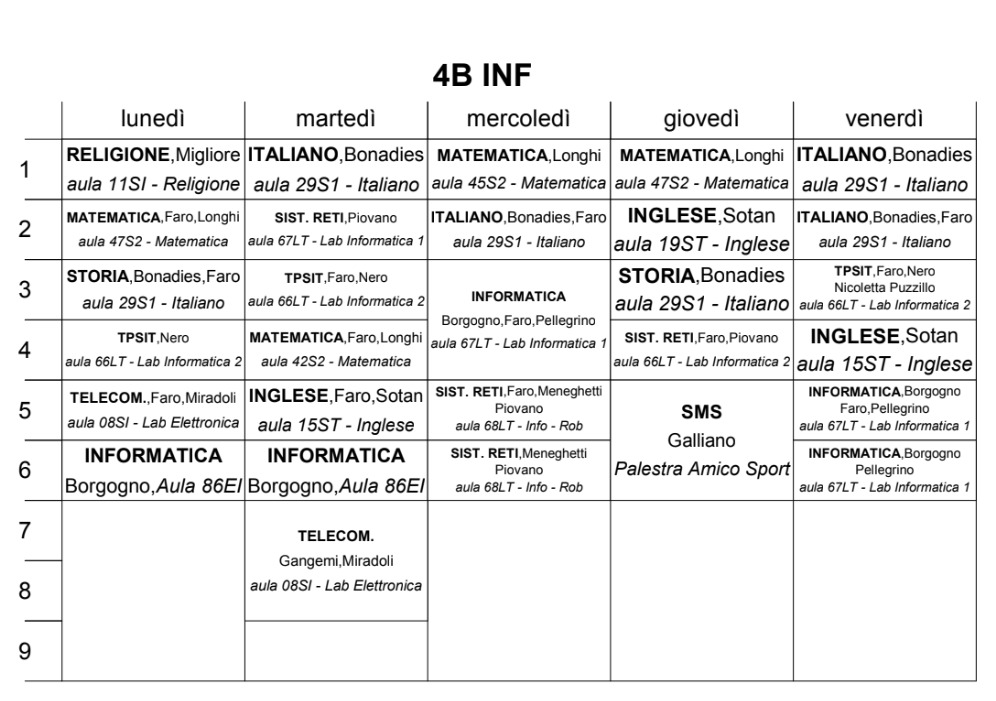 4B INF
lunedì martedì mercoledì giovedì venerdì
1
RELIGIONE,Migliore
aula 11SI - Religione
ITALIANO,Bonadies
aula 29S1 - Italiano
MATEMATICA,Longhi
aula 45S2 - Matematica
MATEMATICA,Longhi
aula 47S2 - Matematica
ITALIANO,Bonadies
aula 29S1 - Italiano
2
MATEMATICA,Faro,Longhi
aula 47S2 - Matematica
SIST. RETI,Piovano
aula 67LT - Lab Informatica 1
ITALIANO,Bonadies,Faro
aula 29S1 - Italiano
INGLESE,Sotan
aula 19ST - Inglese
ITALIANO,Bonadies,Faro
aula 29S1 - Italiano
3
STORIA,Bonadies,Faro
aula 29S1 - Italiano
TPSIT,Faro,Nero
aula 66LT - Lab Informatica 2
INFORMATICA
Borgogno,Faro,Pellegrino
aula 67LT - Lab Informatica 1
STORIA,Bonadies
aula 29S1 - Italiano
TPSIT,Faro,Nero
Nicoletta Puzzillo
aula 66LT - Lab Informatica 2
4
TPSIT,Nero
aula 66LT - Lab Informatica 2
MATEMATICA,Faro,Longhi
aula 42S2 - Matematica
SIST. RETI,Faro,Piovano
aula 66LT - Lab Informatica 2
INGLESE,Sotan
aula 15ST - Inglese
5
TELECOM.,Faro,Miradoli
aula 08SI - Lab Elettronica
INGLESE,Faro,Sotan
aula 15ST - Inglese
SIST. RETI,Faro,Meneghetti
Piovano
aula 68LT - Info - Rob
SMS
Galliano
Palestra Amico Sport
INFORMATICA,Borgogno
Faro,Pellegrino
aula 67LT - Lab Informatica 1
6
INFORMATICA
Borgogno,Aula 86EI
INFORMATICA
Borgogno,Aula 86EI
SIST. RETI,Meneghetti
Piovano
aula 68LT - Info - Rob
INFORMATICA,Borgogno
Pellegrino
aula 67LT - Lab Informatica 1
7
TELECOM.
Gangemi,Miradoli
aula 08SI - Lab Elettronica
8
9